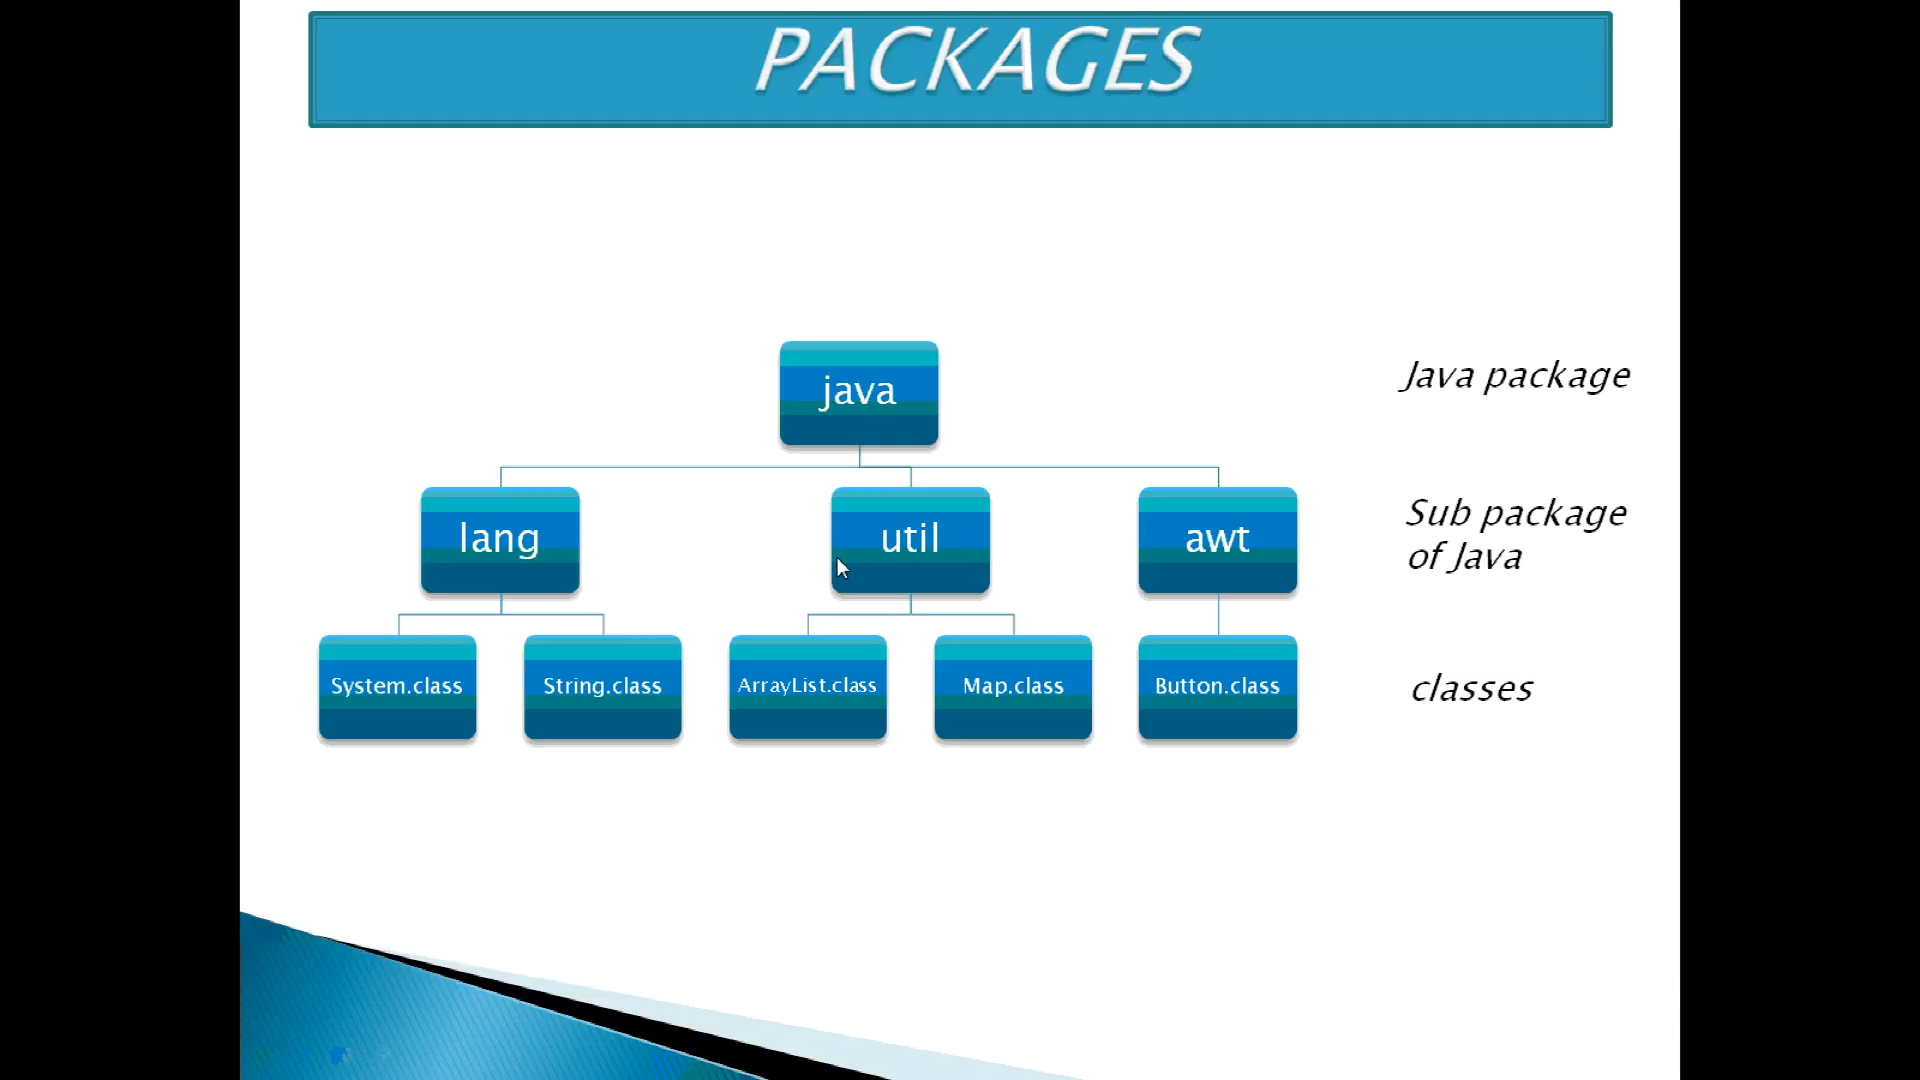 PACKAGES
java
Java package
lang
util
awt
Sub package
of Java
System.class
String.class
ArrayList.class
Map.class
Button.class
classes